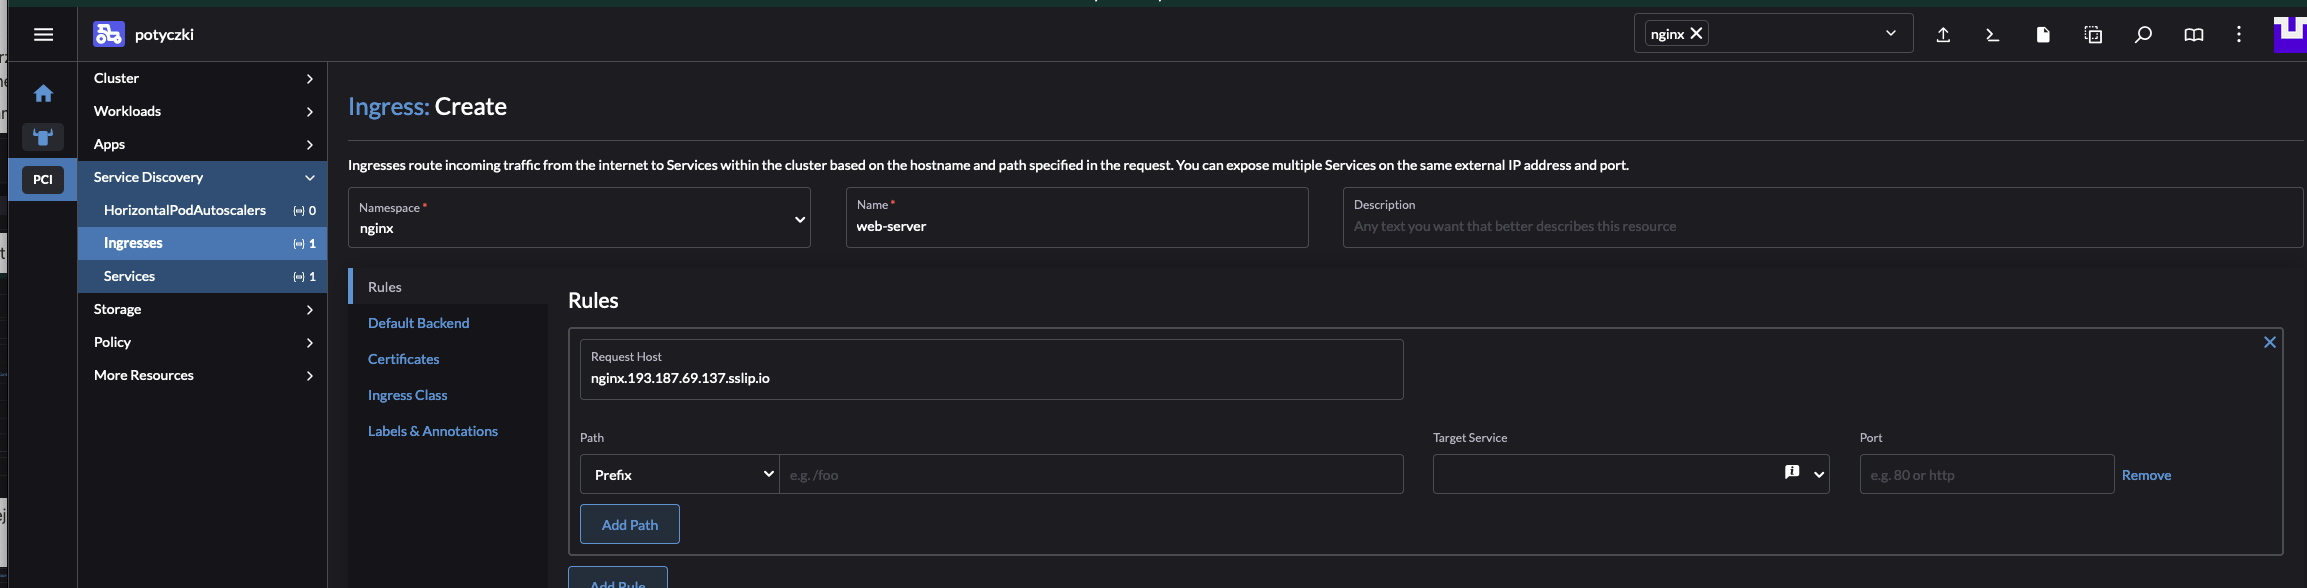 potyczki
nginx
Cluster
Workloads
Apps
PCI
Service Discovery
HorizontalPodAutoscalers 0
Ingresses 1
Services 1
Storage
Policy
More Resources
Ingress: Create
Ingresses route incoming traffic from the internet to Services within the cluster based on the hostname and path specified in the request. You can expose multiple Services on the same external IP address and port.
Namespace *
nginx
Name *
web-server
Description
Any text you want that better describes this resource
Rules
Default Backend
Certificates
Ingress Class
Labels & Annotations
Rules
Request Host
nginx.193.187.69.137.sslip.io
Path Target Service Port
Prefix e.g. /foo e.g. 80 or http Remove
Add Path
Add Rule